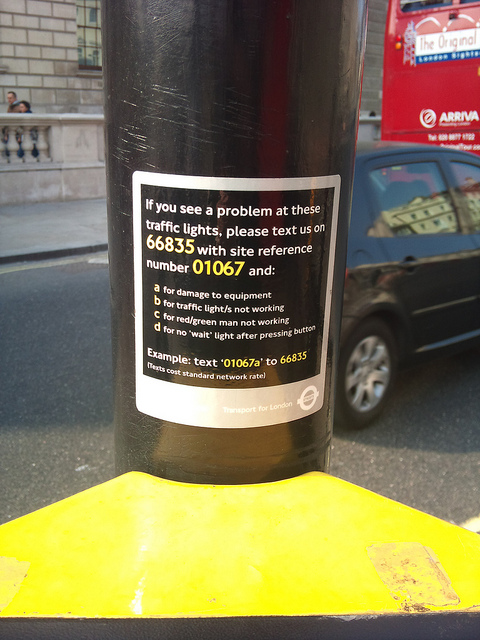 The Original
London Sights
ARRIVA
If you see a problem at these
traffic lights, please text us on
66835 with site reference
number 01067 and:
a for damage to equipment
b for traffic light/s not working
c for red/green man not working
d for no 'wait' light after pressing button
Example: text '01067a' to 66835
(Texts cost standard network rate)
Transport for London